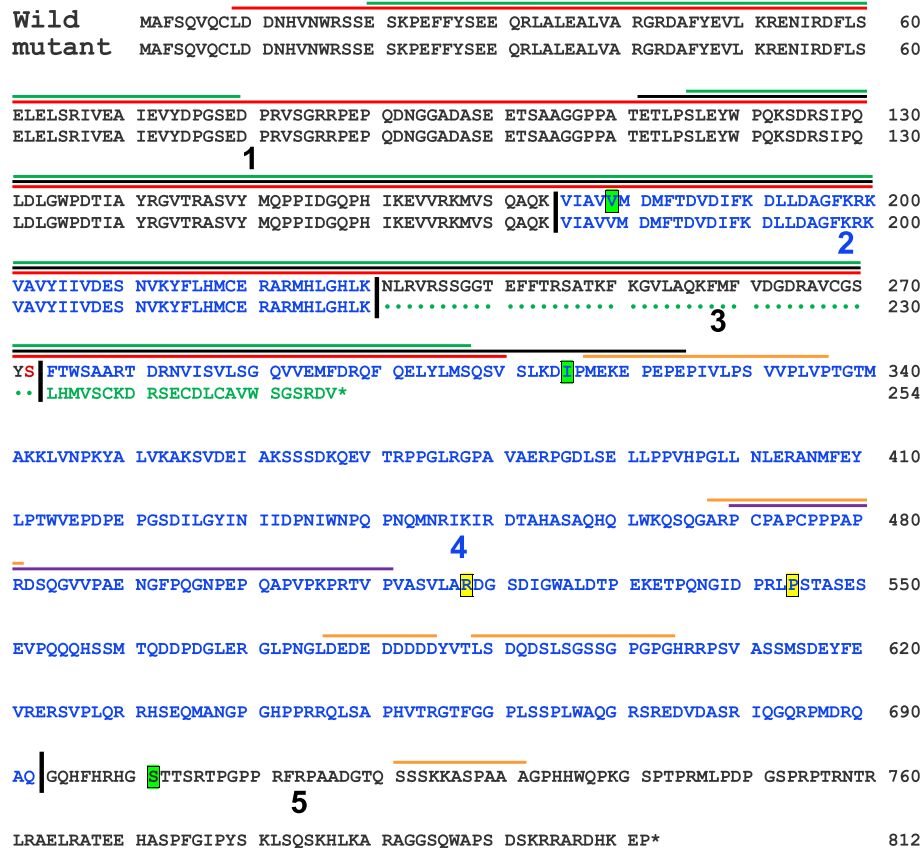 Wild MAFSQVQCLD DNHVNWRSSE SKPEFFYSEE QRLALEALVA RGRDAFYEVL KRENIRDFLS 60
mutant MAFSQVQCLD DNHVNWRSSE SKPEFFYSEE QRLALEALVA RGRDAFYEVL KRENIRDFLS 60
ELELSRIVEA IEVYDPGSED PRVSGRRPEP QDNGGADASE ETSAAGGPPA TETLPSLEYW PQKSDRSIPQ 130
ELELSRIVEA IEVYDPGSED PRVSGRRPEP QDNGGADASE ETSAAGGPPA TETLPSLEYW PQKSDRSIPQ 130
1
LDLGWPDTIA YRGVTRASVY MQPPIDGQPH IKEVVRKMVS QAQK VIAVVM DMFTDVDIFK DLLDAGFKRK 200
LDLGWPDTIA YRGVTRASVY MQPPIDGQPH IKEVVRKMVS QAQK VIAVVM DMFTDVDIFK DLLDAGFKRK 200
2
VAVYIIVDES NVKYFLHMCE RARMHLGHLK NLRVRSSGGT EFFTRSATKF KGVLAQKFMF VDGDRAVCGS 270
VAVYIIVDES NVKYFLHMCE RARMHLGHLK •••••••••• •••••••••• •••••••••• •••••••••• 230
3
YS FTWSAART DRNVISVLSG QVVEMFDRQF QELYLMSQSV SLKDIPMEKE PEPEPIVLPS VVPLVPTGTM 340
•• LHMVSCKD RSECDLCAVW SGSRDV* 254
AKKLVNPKYA LVKAKSVDEI AKSSSDKQEV TRPPGLRGPA VAERPGDLSE LLPPVHPGLL NLERANMFEY 410
LPTWVEPDPE PGSDILGYIN IIDPNIWNPQ PNQMNRIKIR DTAHASAQHQ LWKQSQGARP CPAPCPPPAP 480
4
RDSQGVVPAE NGFPQGNPEP QAPVPKPRTV PVASVLARDG SDIGWALDTP EKETPQNGID PRLPSTASES 550
EVPQQQHSSM TQDDPDGLER GLPNGLDEDE DDDDDYVTLS DQDSLSGSSG PGPGHRRPSV ASSMSDEYFE 620
VRERSVPLQR RHSEQMANGP GHPPRRQLSA PHVTRGTFGG PLSSPLWAQG RSREDVDASR IQGQRPMDRQ 690
AQ GQHFHRHG STTSRTPGPP RFRPAADGTQ SSSKKASPAA AGPHHWQPKG SPTPRMLPDP GSPRPTRNTR 760
5
LRAELRATEE HASPFGIPYS KLSQSKHLKA RAGGSQWAPS DSKRRARDHK EP* 812